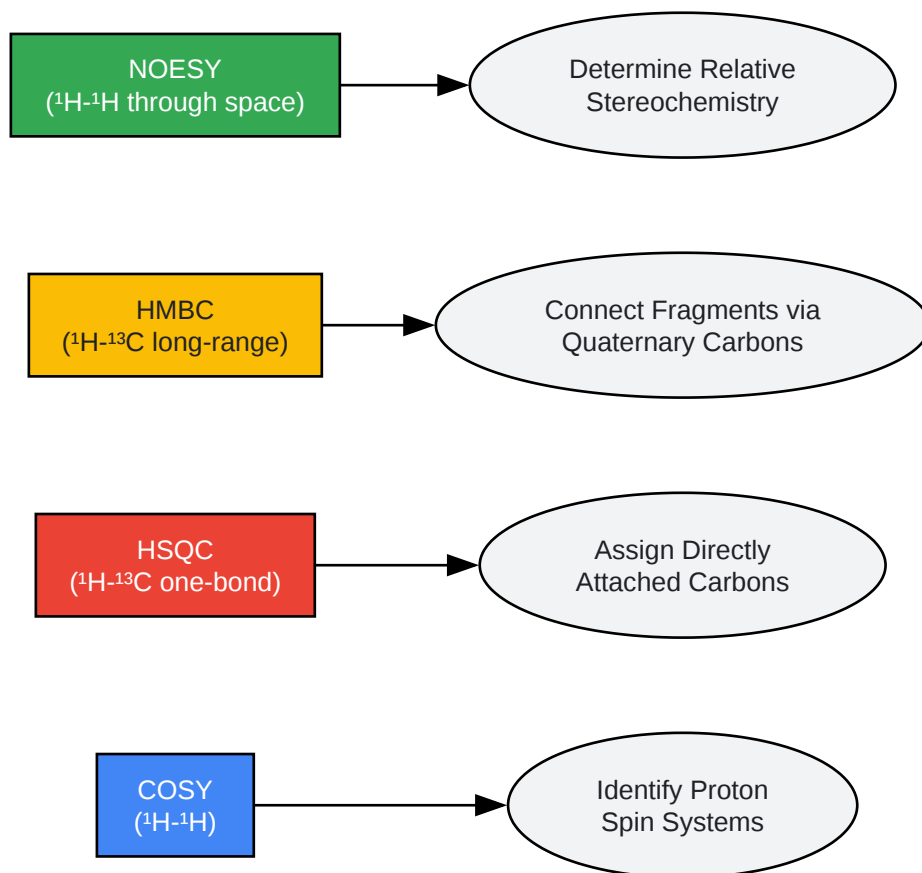 NOESY
(¹H-¹H through space)
Determine Relative
Stereochemistry
HMBC
(¹H-¹³C long-range)
Connect Fragments via
Quaternary Carbons
HSQC
(¹H-¹³C one-bond)
Assign Directly
Attached Carbons
COSY
(¹H-¹H)
Identify Proton
Spin Systems